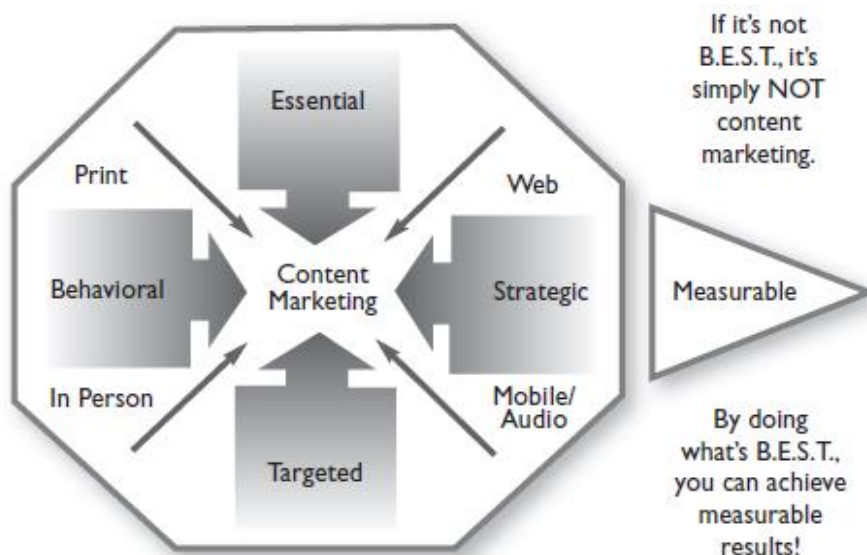 Essential
Print
Web
Behavioral
Content
Marketing
Strategic
In Person
Mobile/
Audio
Targeted
If it's not
B.E.S.T., it's
simply NOT
content
marketing.
Measurable
By doing
what's B.E.S.T.,
you can achieve
measurable
results!